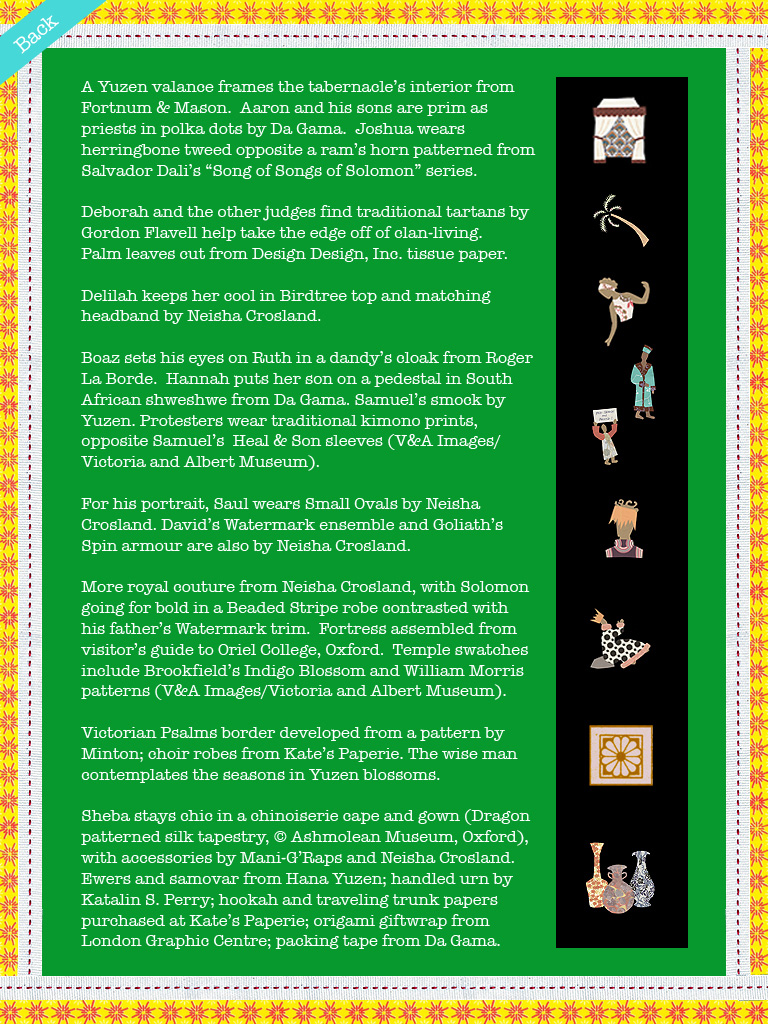 Back
A Yuzen valance frames the tabernacle's interior from
Fortnum & Mason.  Aaron and his sons are prim as
priests in polka dots by Da Gama.  Joshua wears
herringbone tweed opposite a ram's horn patterned from
Salvador Dali's “Song of Songs of Solomon” series.
Deborah and the other judges find traditional tartans by
Gordon Flavell help take the edge off of clan-living.
Palm leaves cut from Design Design, Inc. tissue paper.
Delilah keeps her cool in Birdtree top and matching
headband by Neisha Crosland.
Boaz sets his eyes on Ruth in a dandy's cloak from Roger
La Borde.  Hannah puts her son on a pedestal in South
African shweshwe from Da Gama. Samuel's smock by
Yuzen. Protesters wear traditional kimono prints,
opposite Samuel's  Heal & Son sleeves (V&A Images/
Victoria and Albert Museum).
For his portrait, Saul wears Small Ovals by Neisha
Crosland. David's Watermark ensemble and Goliath's
Spin armour are also by Neisha Crosland.
More royal couture from Neisha Crosland, with Solomon
going for bold in a Beaded Stripe robe contrasted with
his father's Watermark trim.  Fortress assembled from
visitor's guide to Oriel College, Oxford.  Temple swatches
include Brookfield's Indigo Blossom and William Morris
patterns (V&A Images/Victoria and Albert Museum).
Victorian Psalms border developed from a pattern by
Minton; choir robes from Kate's Paperie. The wise man
contemplates the seasons in Yuzen blossoms.
Sheba stays chic in a chinoiserie cape and gown (Dragon
patterned silk tapestry, © Ashmolean Museum, Oxford),
with accessories by Mani-G'Raps and Neisha Crosland.
Ewers and samovar from Hana Yuzen; handled urn by
Katalin S. Perry; hookah and traveling trunk papers
purchased at Kate's Paperie; origami giftwrap from
London Graphic Centre; packing tape from Da Gama.